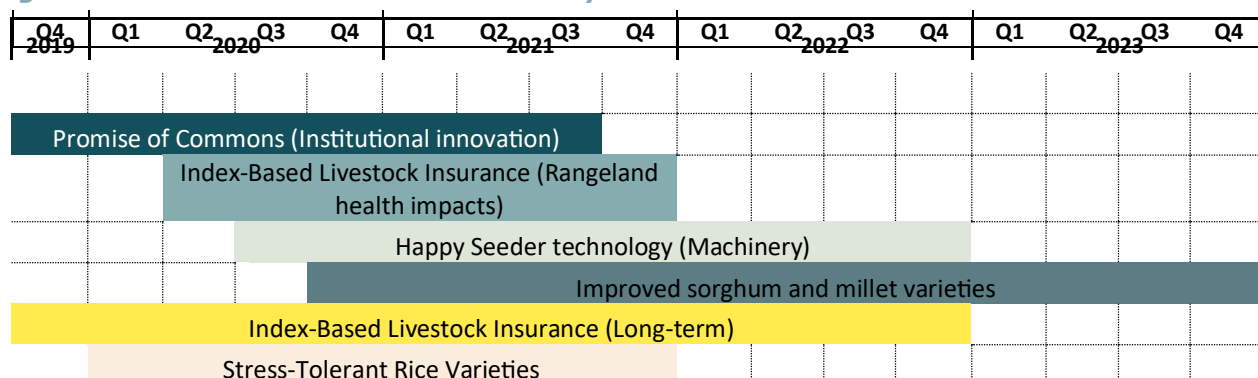 Q4 Q1 Q2 Q3 Q4 Q1 Q2 Q3 Q4 Q1 Q2 Q3 Q4 Q1 Q2 Q3 Q4
2019 2020 2021 2022 2023
Promise of Commons (Institutional innovation)
Index-Based Livestock Insurance (Rangeland
health impacts)
Happy Seeder technology (Machinery)
Improved sorghum and millet varieties
Index-Based Livestock Insurance (Long-term)
Stress-Tolerant Rice Varieties